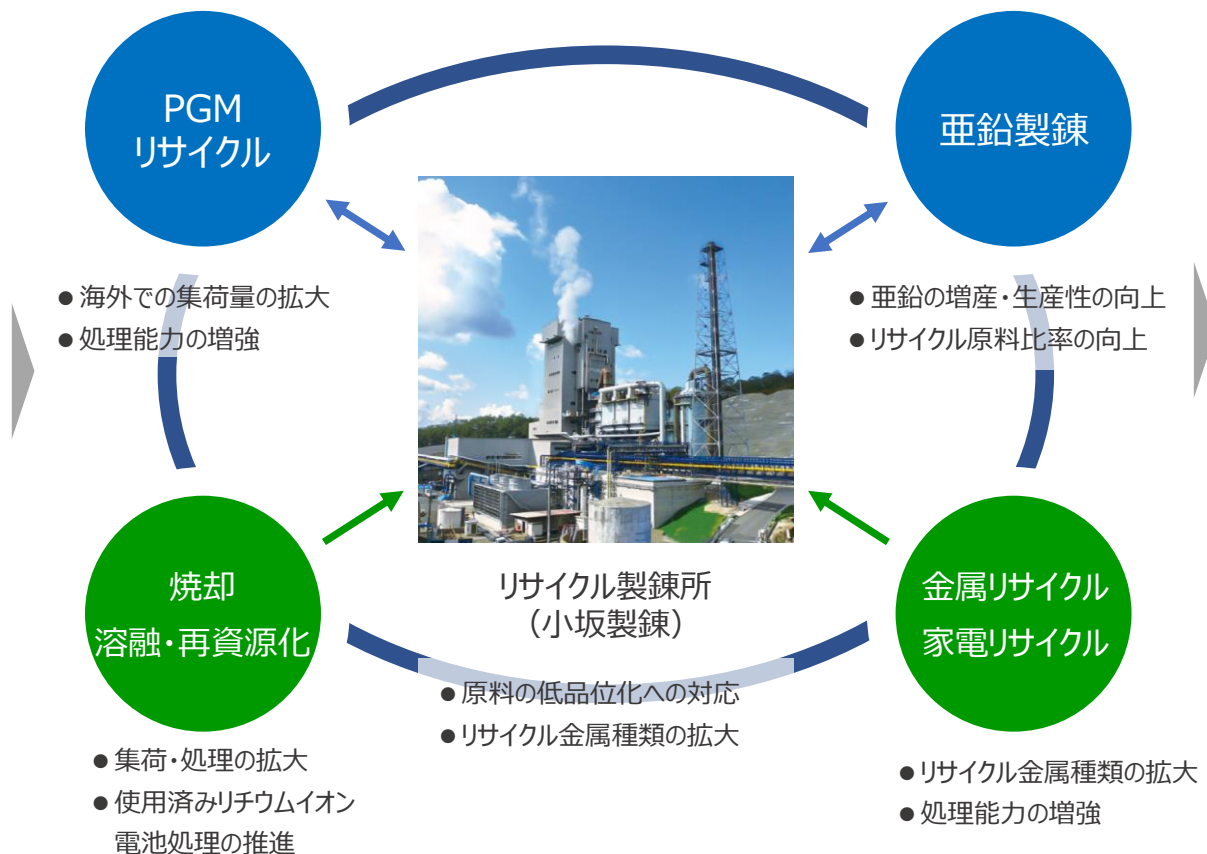 PGM
リサイクル
亜鉛製錬
● 海外での集荷量の拡大
● 処理能力の増強
● 亜鉛の増産・生産性の向上
● リサイクル原料比率の向上
焼却
溶融・再資源化
リサイクル製錬所
（小坂製錬）
金属リサイクル
家電リサイクル
● 原料の低品位化への対応
● リサイクル金属種類の拡大
● 集荷・処理の拡大
● 使用済みリチウムイオン
電池処理の推進
● リサイクル金属種類の拡大
● 処理能力の増強